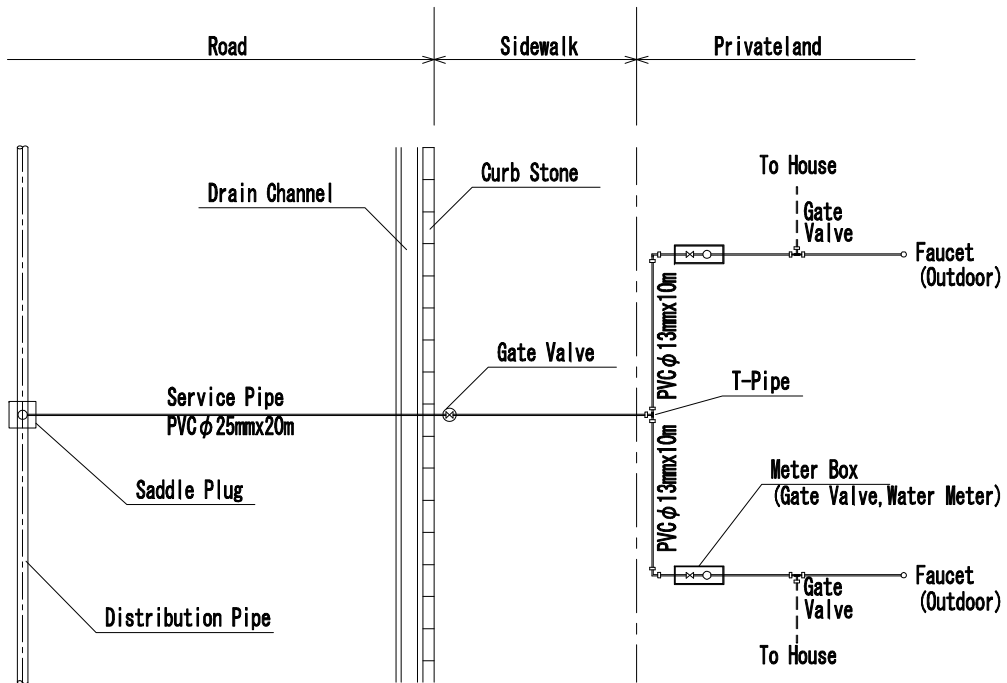 Road
Sidewalk
Privateland
To House
Curb Stone
Drain Channel
Gate
Valve
Faucet
(Outdoor)
PVCφ13mmx10m
Gate Valve
T-Pipe
Service Pipe
PVCφ25mmx20m
PVCφ13mmx10m
Meter Box
(Gate Valve,Water Meter)
Saddle Plug
Faucet
(Outdoor)
Gate
Valve
Distribution Pipe
To House